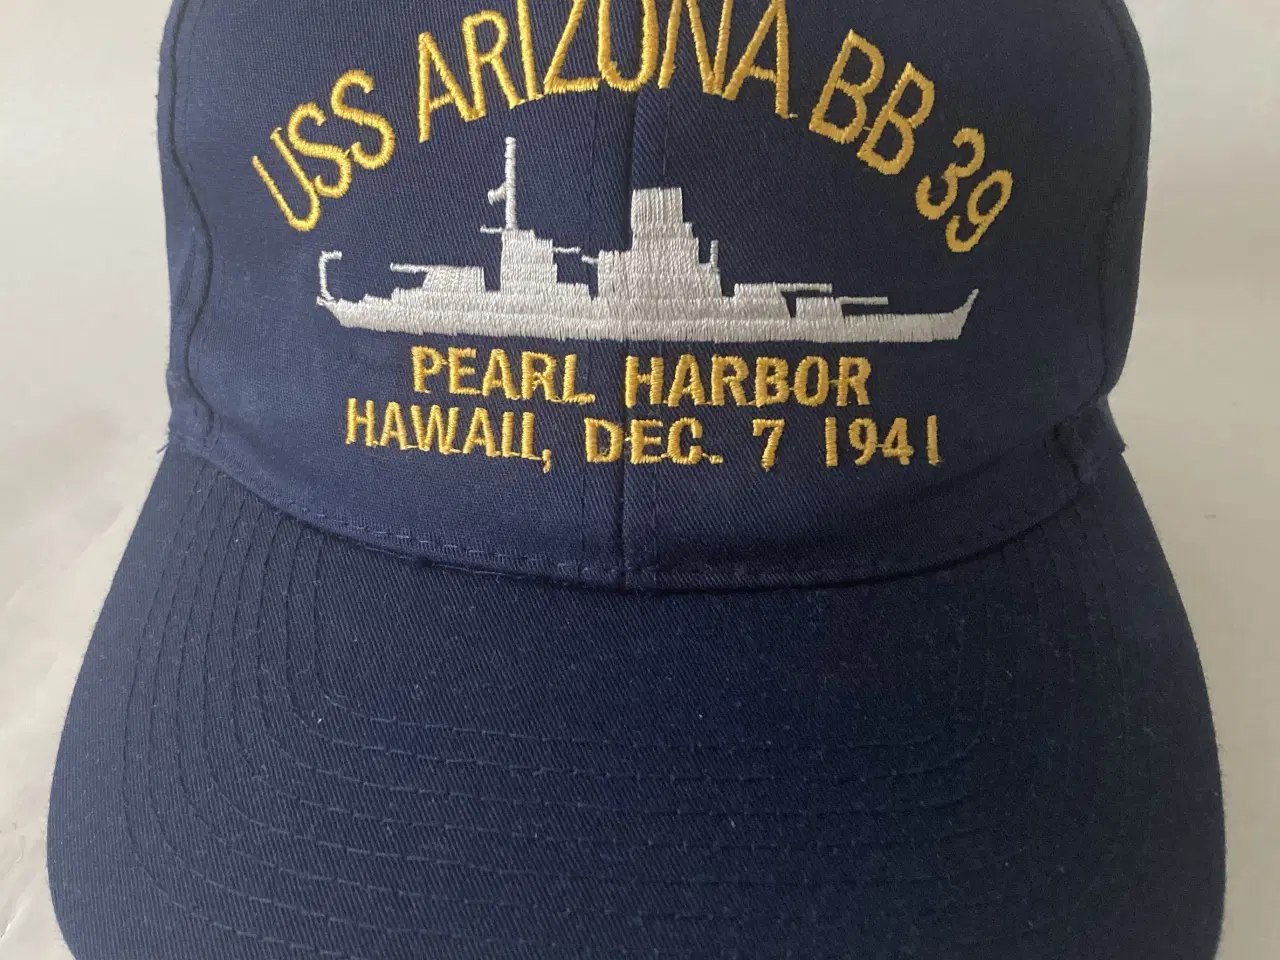 USS ARIZONA BB 39
PEARL HARBOR
HAWAII, DEC. 7 1941